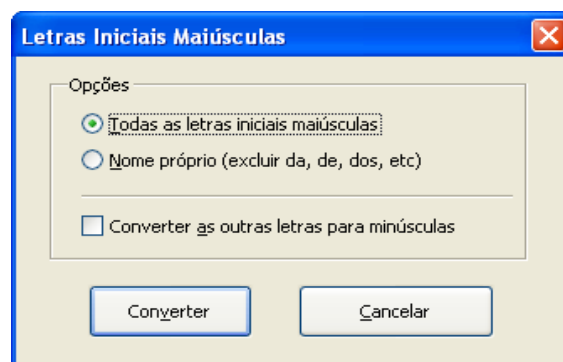 Letras Iniciais Maiúsculas
Opções
Todas as letras iniciais maiúsculas
Nome próprio (excluir da, de, dos, etc)
Converter as outras letras para minúsculas
Converter
Cancelar